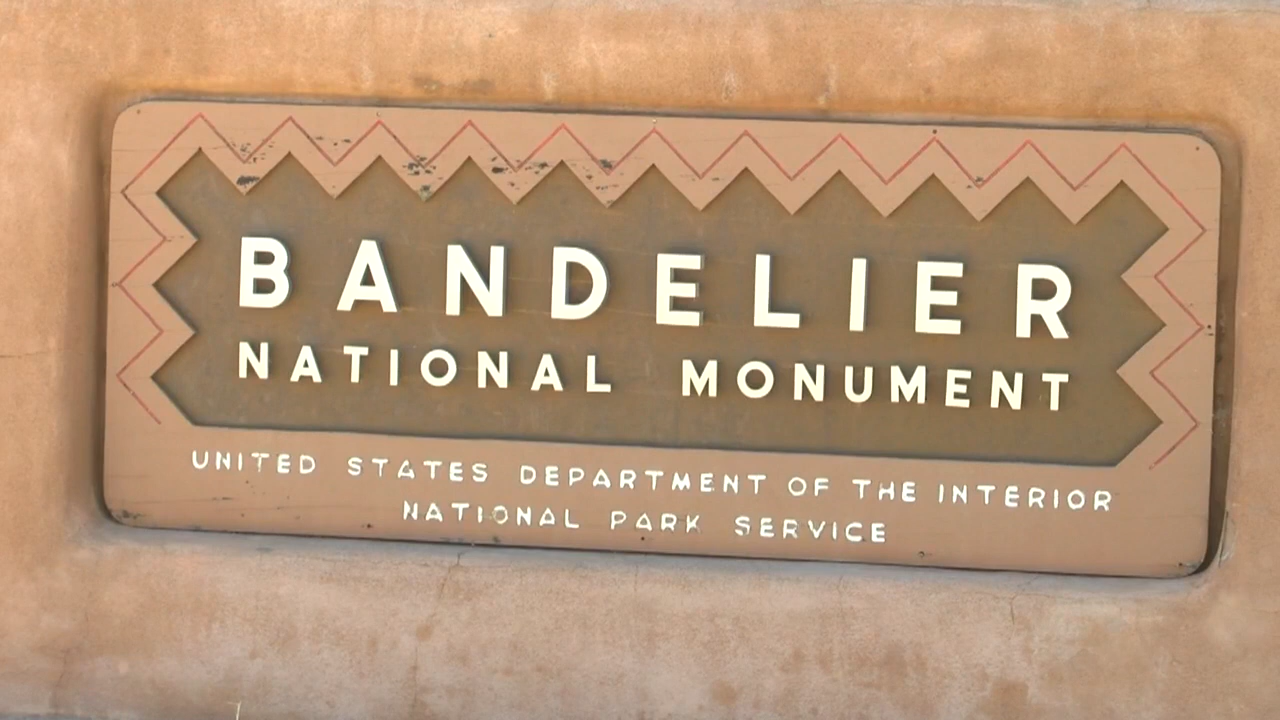 BANDELIER
NATIONAL MONUMENT
UNITED STATES DEPARTMENT OF THE INTERIOR
NATIONAL PARK SERVICE